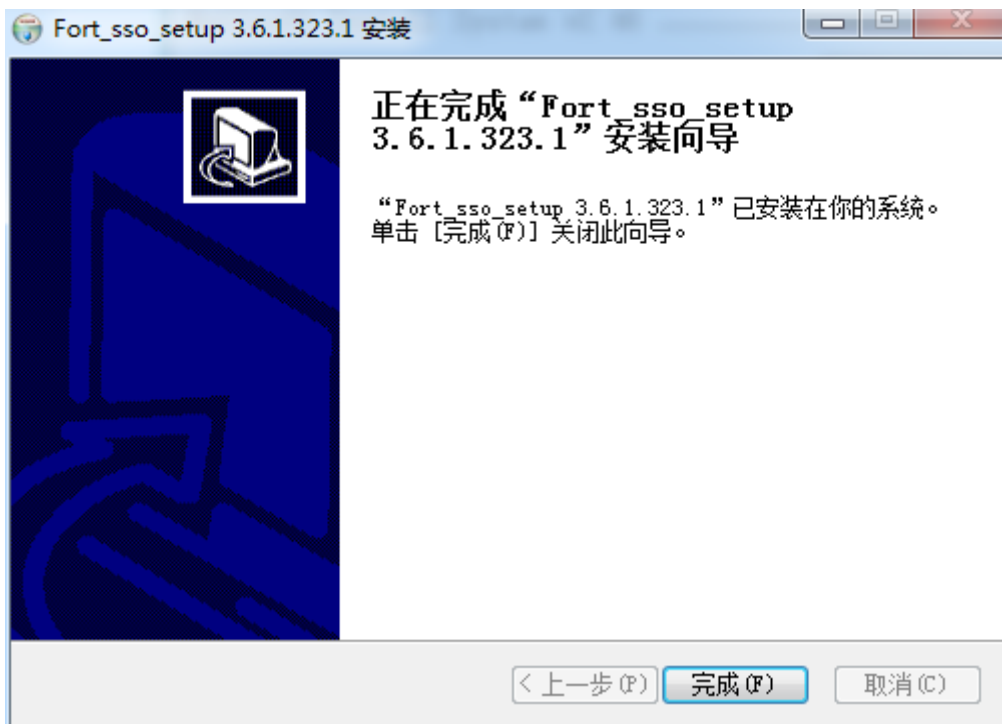 Fort_sso_setup 3.6.1.323.1 安装
正在完成“Fort_sso_setup
3.6.1.323.1”安装向导
“Fort_sso_setup 3.6.1.323.1”已安装在你的系统。
单击 [完成(F)] 关闭此向导。
< 上一步(P)
完成(F)
取消(C)